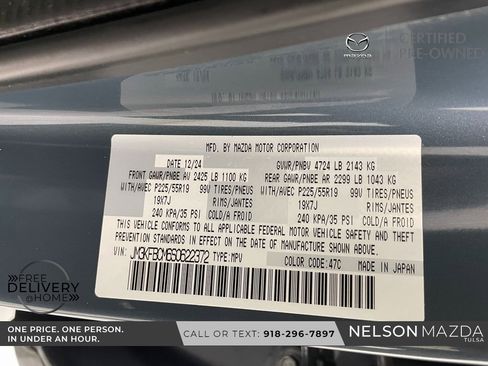 mazda
CERTIFIED
PRE-OWNED
MFD. BY MAZDA MOTOR CORPORATION
DATE 12/24 GVWR/PNBV 4724 LB 2143 KG
FRONT GAWR/PNBE AV 2425 LB 1100 KG REAR GAWR/PNBE AR 2299 LB 1043 KG
WITH/AVEC P225/55R19 99V TIRES/PNEUS WITH/AVEC P225/55R19 99V TIRES/PNEUS
19X7J RIMS/JANTES 19X7J RIMS/JANTES
240 KPA/35 PSI COLD/A FROID 240 KPA/35 PSI COLD/A FROID
THIS VEHICLE CONFORMS TO ALL APPLICABLE FEDERAL MOTOR VEHICLE SAFETY, BUMPER AND THEFT
PREVENTION STANDARDS IN EFFECT ON THE DATE OF MANUFACTURE SHOWN ABOVE.
VIN: JM3KFBCM6S0622372 TYPE:MPV
COLOR CODE: 47C MADE IN JAPAN
FREE
DELIVERY
@HOME
ONE PRICE. ONE PERSON.
IN UNDER AN HOUR.
CALL OR TEXT: 918-296-7897
NELSON MAZDA
TULSA